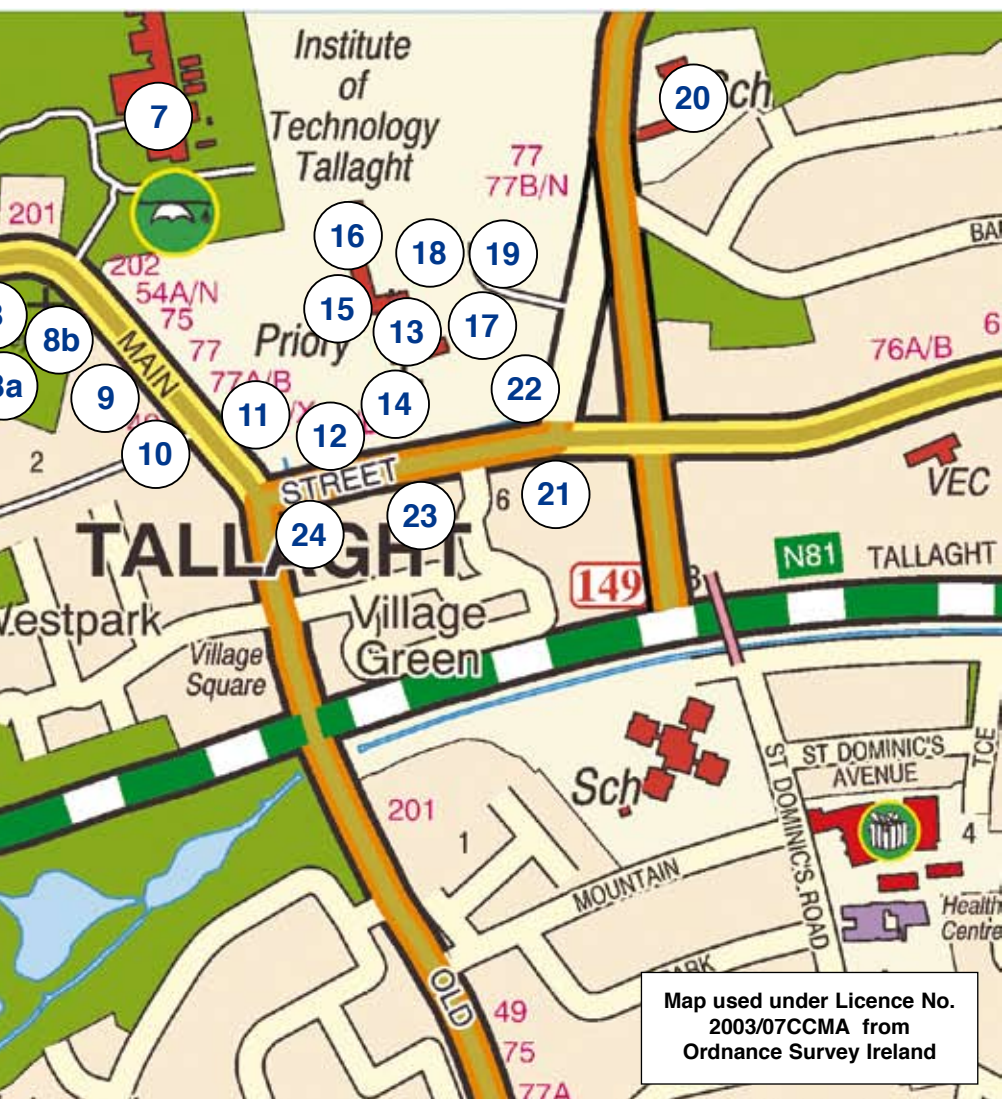 Institute
of
Technology
Tallaght
7
20
Sch
77
77B/N
201
16
18
19
202
54A/N
75
15
13
17
Priory
8b
MAIN
77
77A/B
76A/B
6
9
11
14
22
12
10
2
STREET
VEC
24
23
6
21
TALLAGHT
N81
TALLAGHT
149
Westpark
Village
Green
Village
Square
Sch
ST DOMINIC'S
AVENUE
TCE
ST DOMINIC'S ROAD
201
1
4
MOUNTAIN
Health
Centre
OLD
49
75
77A
Map used under Licence No.
2003/07CCMA from
Ordnance Survey Ireland